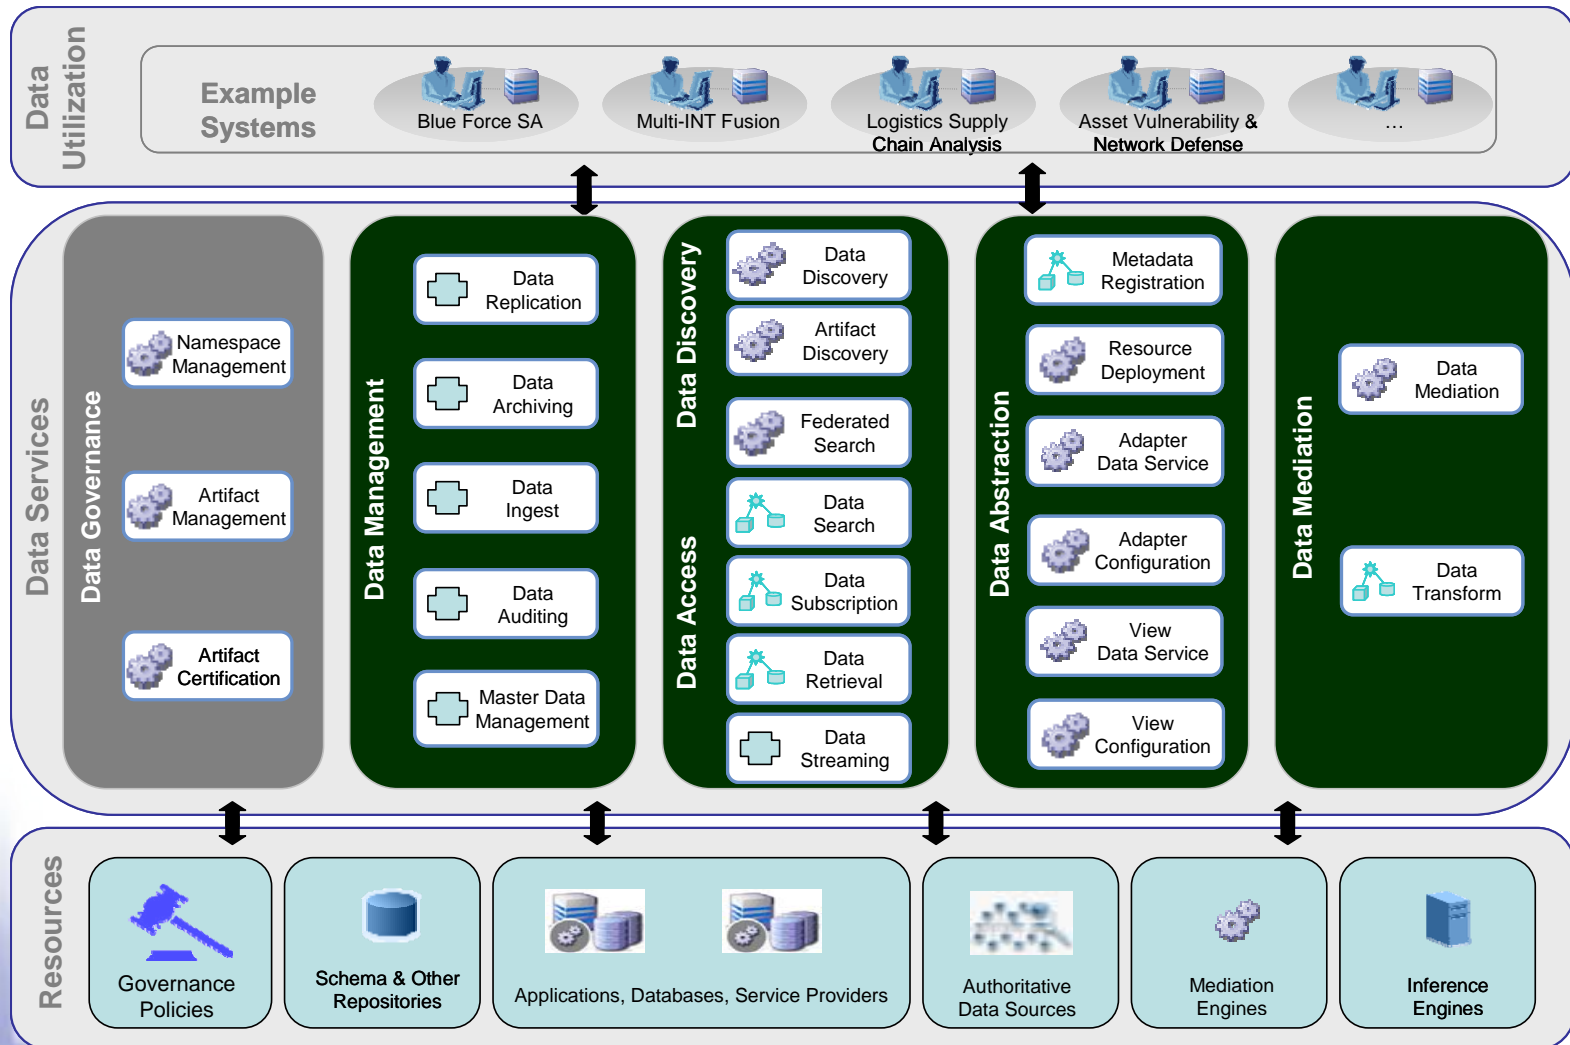 Data
Utilization
Example
Systems
Blue Force SA
Multi-INT Fusion
Logistics Supply
Chain Analysis
Asset Vulnerability &
Network Defense
...
Data Services
Data Governance
Namespace
Management
Artifact
Management
Artifact
Certification
Data Management
Data
Replication
Data
Archiving
Data
Ingest
Data
Auditing
Master Data
Management
Data Discovery
Data
Discovery
Artifact
Discovery
Federated
Search
Data Access
Data
Search
Data
Subscription
Data
Retrieval
Data
Streaming
Data Abstraction
Metadata
Registration
Resource
Deployment
Adapter
Data Service
Adapter
Configuration
View
Data Service
View
Configuration
Data Mediation
Data
Mediation
Data
Transform
Resources
Governance
Policies
Schema & Other
Repositories
Applications, Databases, Service Providers
Authoritative
Data Sources
Mediation
Engines
Inference
Engines